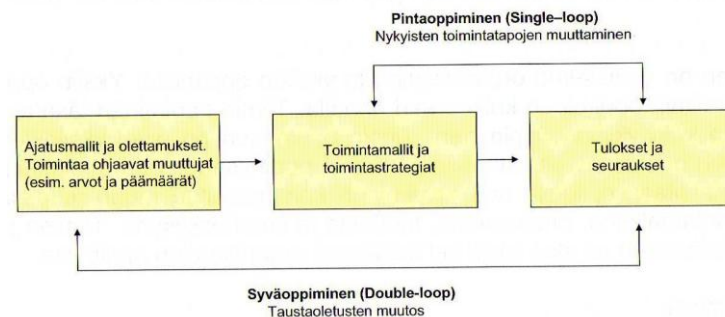 Pintaoppiminen (Single–loop)
Nykyisten toimintatapojen muuttaminen
Ajatusmallit ja olettamukset.
Toimintaa ohjaavat muuttujat
(esim. arvot ja päämäärät)
Toimintamallit ja
toimintastrategiat
Tulokset ja
seuraukset
Syväoppiminen (Double-loop)
Taustaoletusten muutos